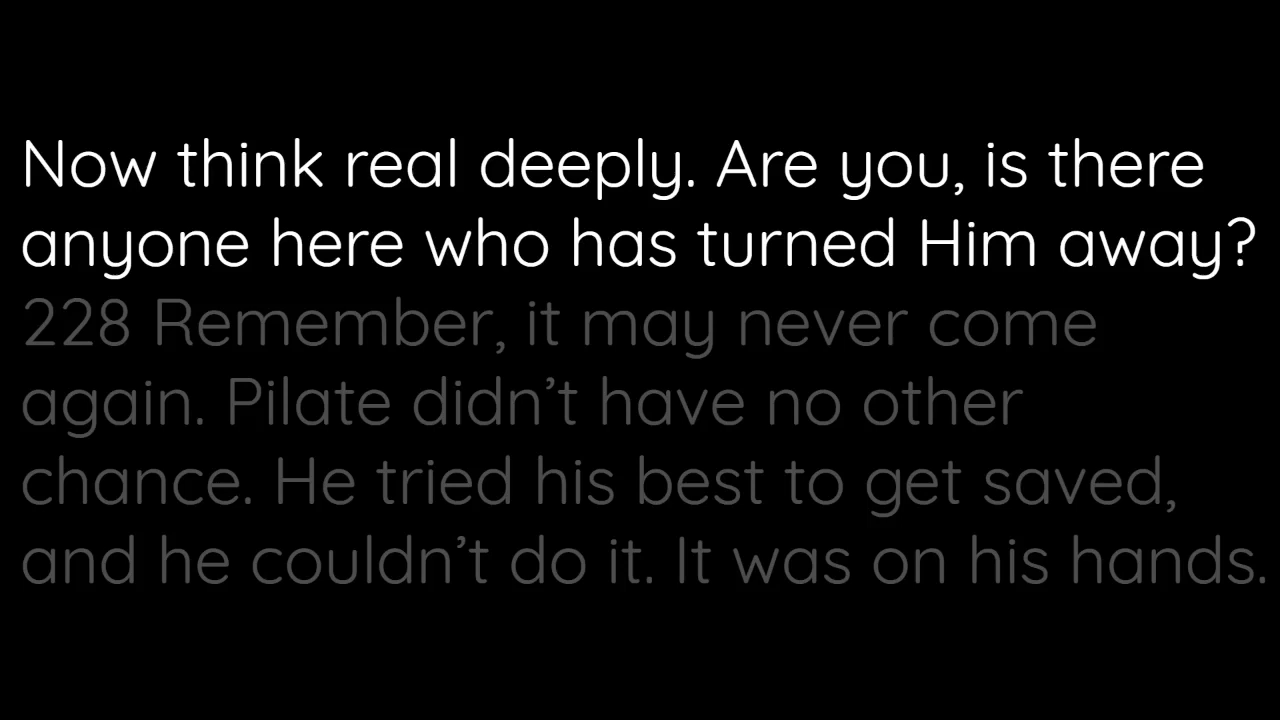 Now think real deeply. Are you, is there
anyone here who has turned Him away?
228 Remember, it may never come
again. Pilate didn’t have no other
chance. He tried his best to get saved,
and he couldn’t do it. It was on his hands.